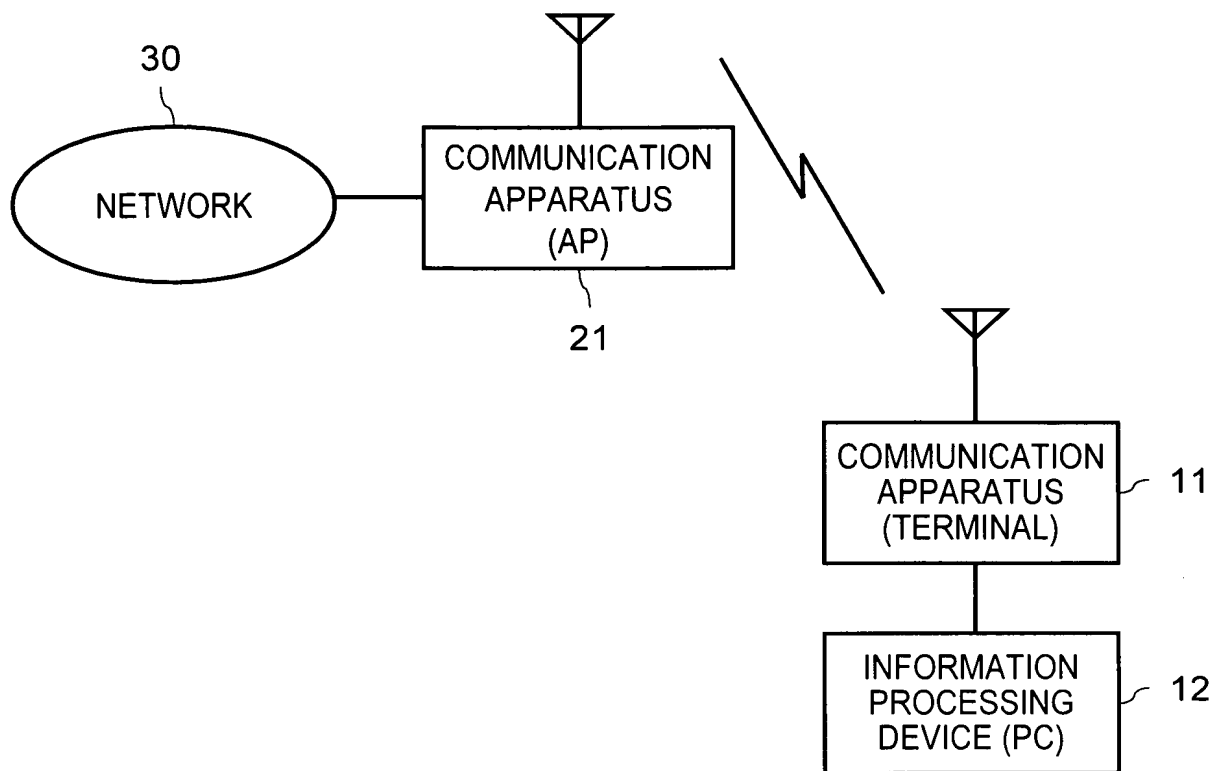 30
NETWORK
COMMUNICATION
APPARATUS
(AP)
21
COMMUNICATION
APPARATUS
(TERMINAL)
11
INFORMATION
PROCESSING
DEVICE (PC)
12